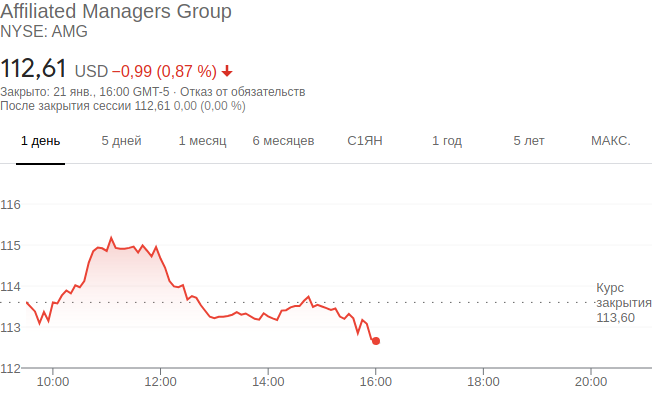 Affiliated Managers Group
NYSE: AMG
112,61 USD −0,99 (0,87 %)
Закрыто: 21 янв., 16:00 GMT-5 · Отказ от обязательств
После закрытия сессии 112,61 0,00 (0,00 %)
1 день 5 дней 1 месяц 6 месяцев С1ЯН 1 год 5 лет МАКС.
116
115
114
Курс
закрытия
113,60
113
112
10:00 12:00 14:00 16:00 18:00 20:00